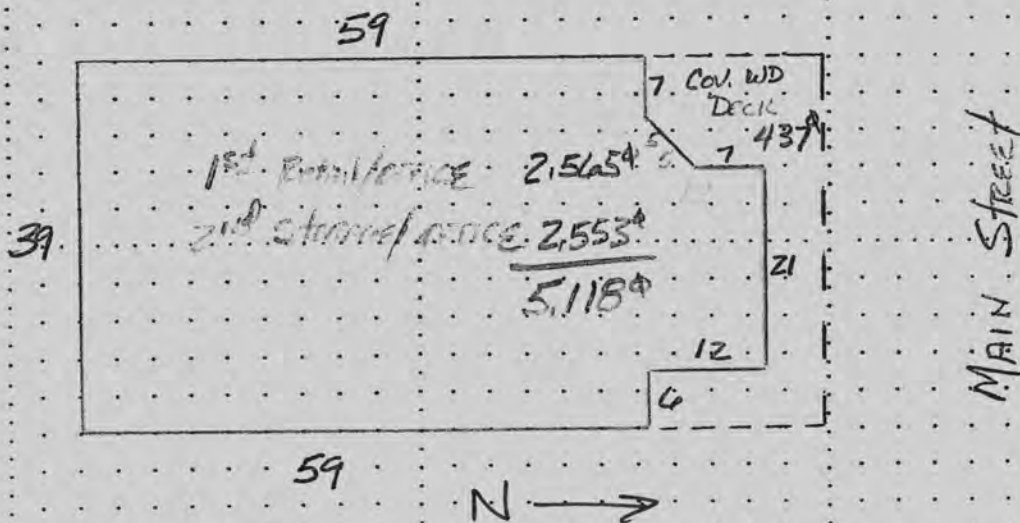 59
7 COV. WD
DECK
437⌀
5
7
1st Retail/office 2,565⌀
39
2nd Storage/office 2,553⌀
21
5,118⌀
12
6
59
N
MAIN STREET